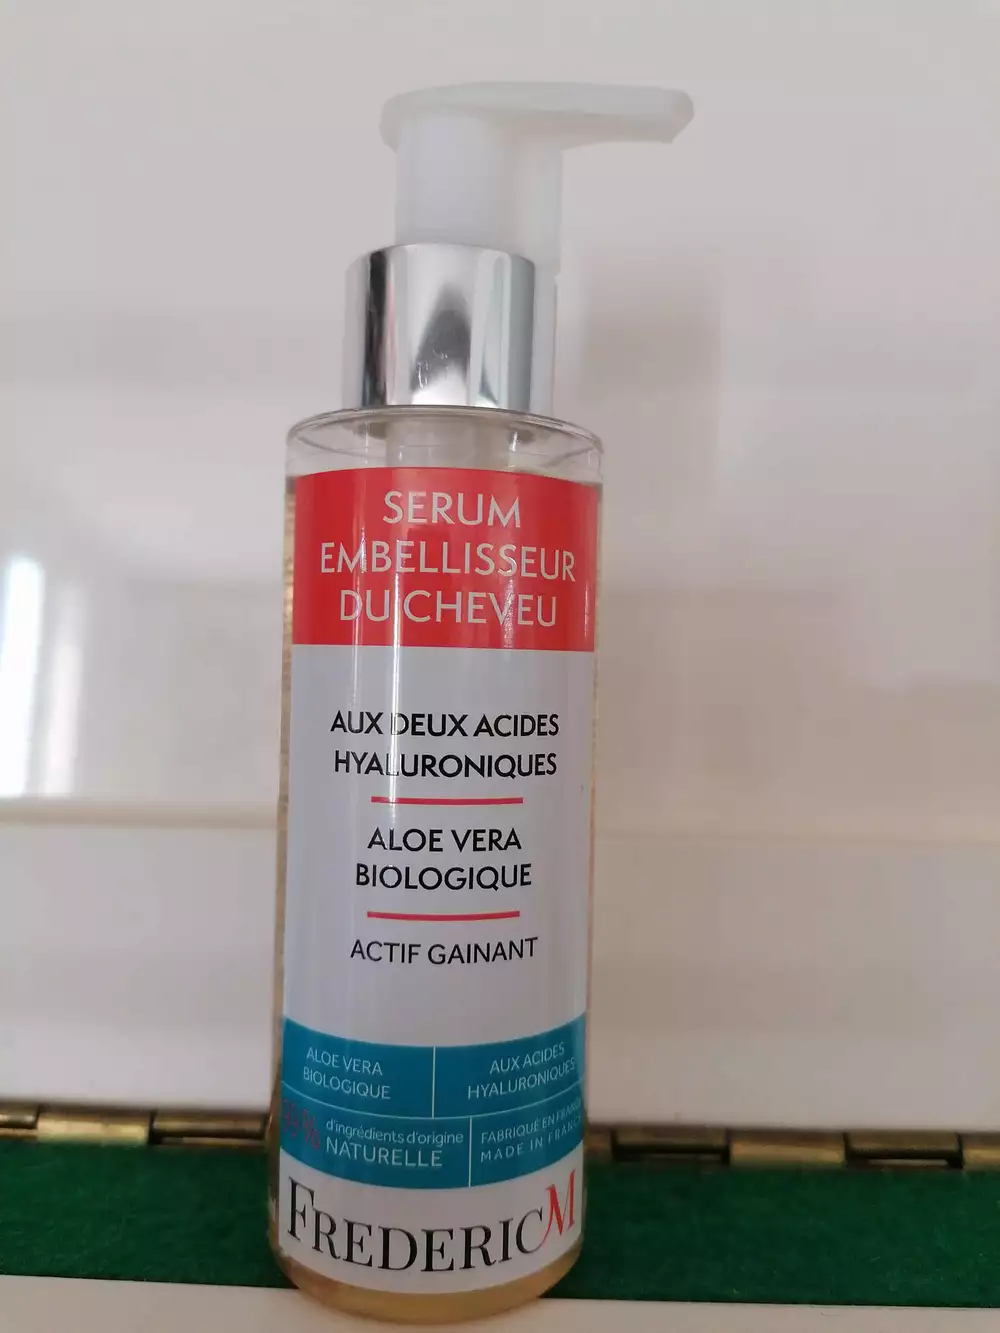 SERUM
EMBELLISSEUR
DU CHEVEU
AUX DEUX ACIDES
HYALURONIQUES
ALOE VERA
BIOLOGIQUE
ACTIF GAINANT
ALOE VERA
BIOLOGIQUE
AUX ACIDES
HYALURONIQUES
d'ingrédients d'origine
NATURELLE
FABRIQUÉ EN FRANCE
MADE IN FRANCE
FREDERIC M